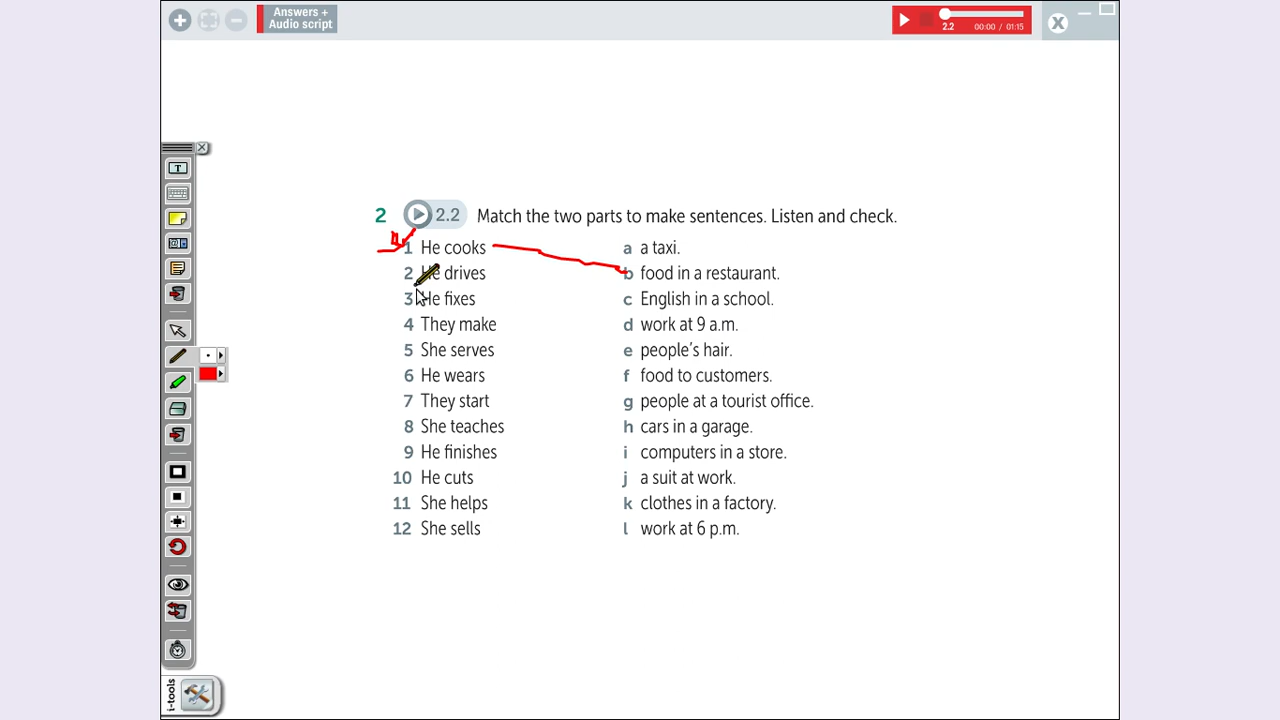 Answers +
Audio script
2.2 00:00 / 01:15
X
T
2 2.2 Match the two parts to make sentences. Listen and check.
1 He cooks
2 He drives
3 He fixes
4 They make
5 She serves
6 He wears
7 They start
8 She teaches
9 He finishes
10 He cuts
11 She helps
12 She sells
a a taxi.
b food in a restaurant.
c English in a school.
d work at 9 a.m.
e people's hair.
f food to customers.
g people at a tourist office.
h cars in a garage.
i computers in a store.
j a suit at work.
k clothes in a factory.
l work at 6 p.m.
i-tools